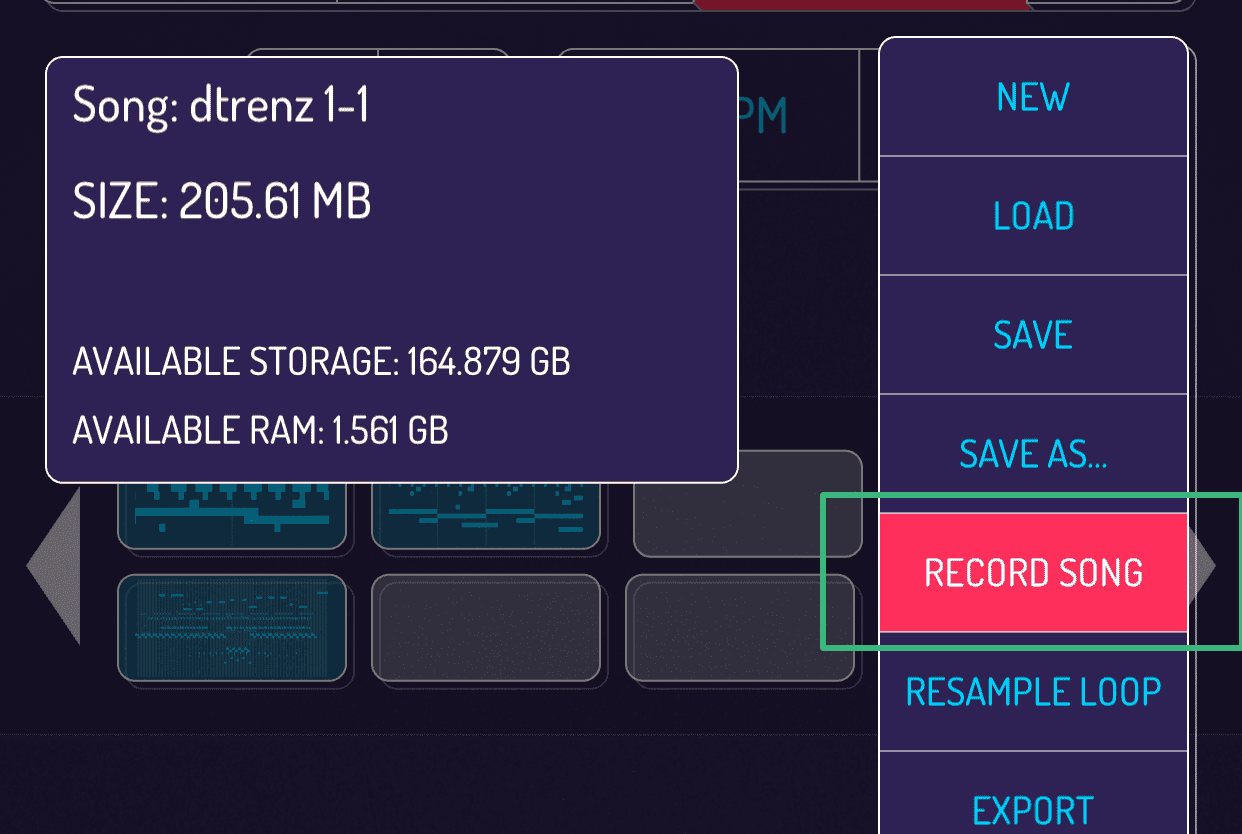 Song: dtrenz 1-1
SIZE: 205.61 MB
AVAILABLE STORAGE: 164.879 GB
AVAILABLE RAM: 1.561 GB
PM
NEW
LOAD
SAVE
SAVE AS...
RECORD SONG
RESAMPLE LOOP
EXPORT